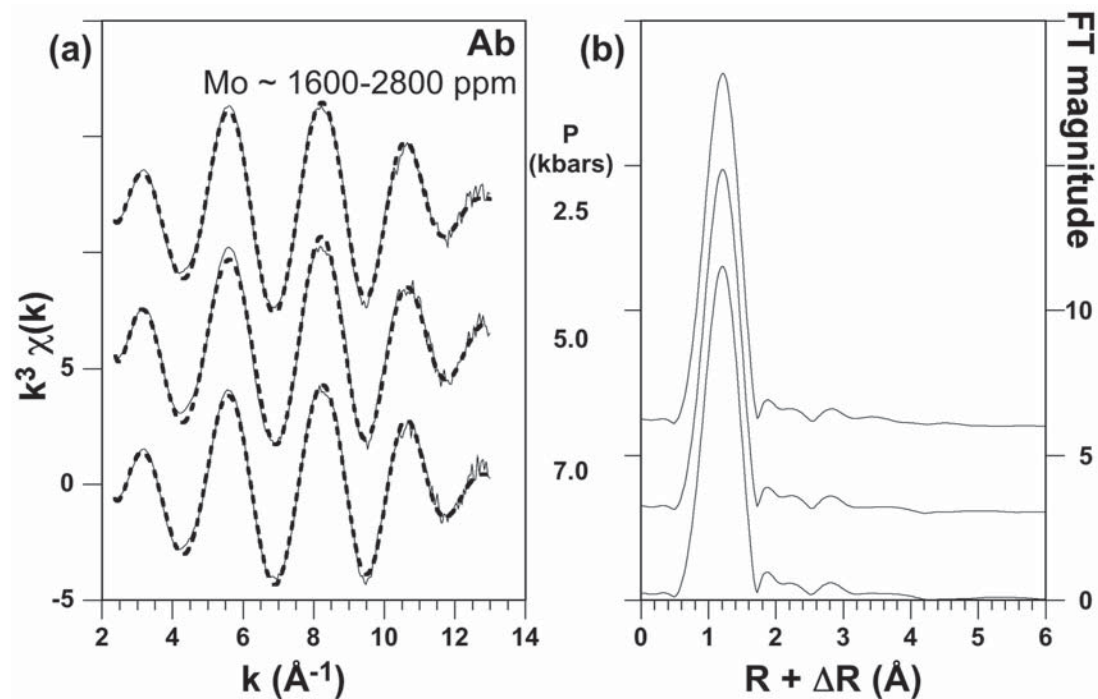 (a)
Ab
Mo ~ 1600-2800 ppm
k³ χ(k)
5
0
-5
2 4 6 8 10 12 14
k (Å⁻¹)
P
(kbars)
2.5
5.0
7.0
(b)
FT magnitude
10
5
0
0 1 2 3 4 5 6
R + ΔR (Å)